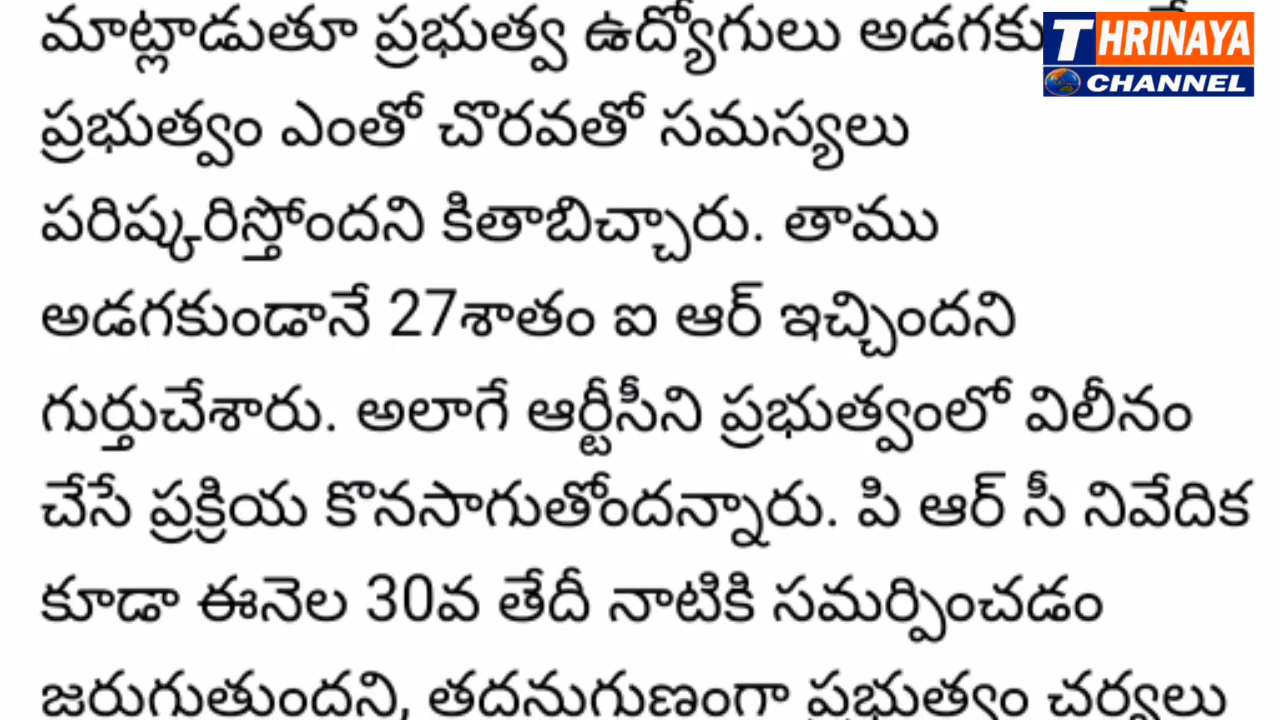 మాట్లాడుతూ ప్రభుత్వ ఉద్యోగులు
THRINAYA
CHANNEL
ప్రభుత్వం ఎంతో చొరవతో సమస్యలు
పరిష్కరిస్తోందని కితాబిచ్చారు. తాము
అడగకుండానే 27శాతం ఐ ఆర్ ఇచ్చిందని
గుర్తుచేశారు. అలాగే ఆర్టీసీని ప్రభుత్వంలో విలీనం
చేసే ప్రక్రియ కొనసాగుతోందన్నారు. పి ఆర్ సీ నివేదిక
కూడా ఈనెల 30వ తేదీ నాటికి సమర్పించడం
జరుగుతుందని, తదనుగుణంగా ప్రభుత్వం చర్యలు